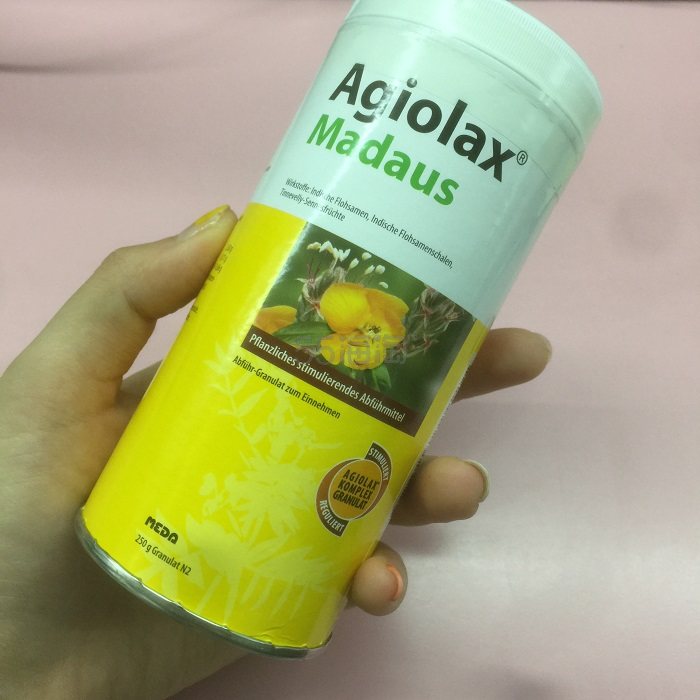 Agiolax®
Madaus
Wirkstoffe: Indische Flohsamen, Indische Flohsamenschalen,
Tinnevelly-Sennesfrüchte
Pflanzliches stimulierendes Abführmittel
Abführ-Granulat zum Einnehmen
STIMULIERT
AGIOLAX
KOMPLEX
GRANULAT
REGULIERT
MEDA
250 g Granulat N2